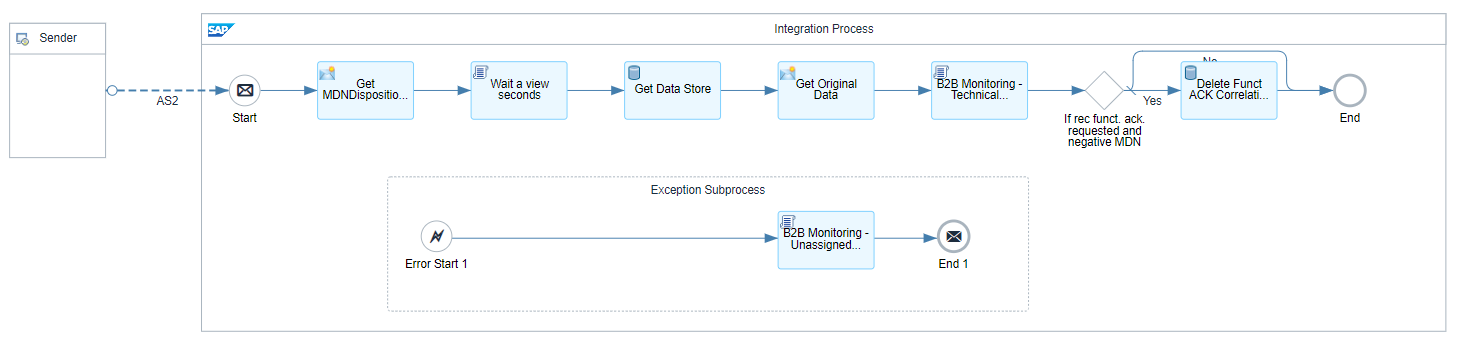 Sender
SAP
Integration Process
AS2
Start
Get
MDNDispositio...
Wait a view
seconds
Get Data Store
Get Original
Data
B2B Monitoring -
Technical...
If rec funct. ack.
requested and
negative MDN
No
Yes
Delete Funct
ACK Correlati...
End
Exception Subprocess
Error Start 1
B2B Monitoring -
Unassigned...
End 1